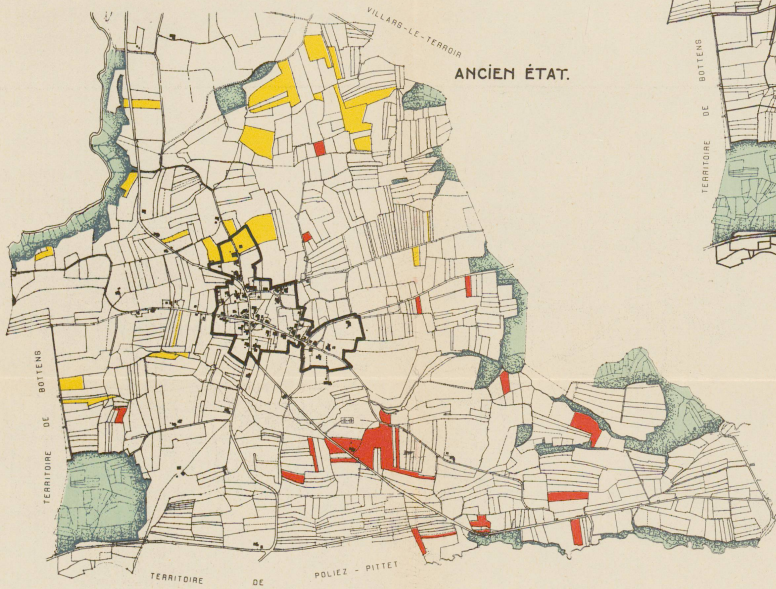 VILLARS-LE-TERROIR
ANCIEN ÉTAT.
TERRITOIRE DE BOTTENS
TERRITOIRE DE BOTTENS
TERRITOIRE DE POLIEZ - PITTET